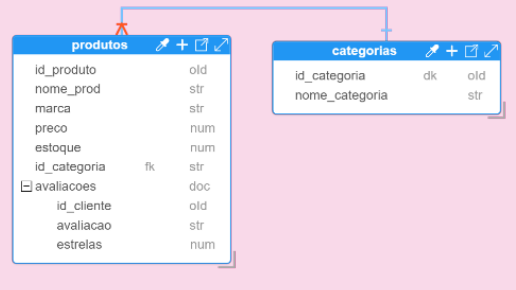 produtos
id_produto oId
nome_prod str
marca str
preco num
estoque num
id_categoria fk str
avaliacoes doc
id_cliente oId
avaliacao str
estrelas num
categorias
id_categoria dk oId
nome_categoria str